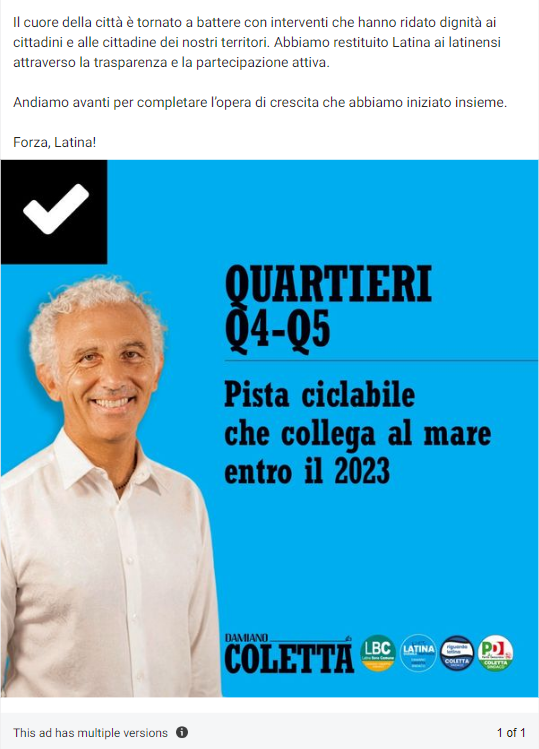 Il cuore della città è tornato a battere con interventi che hanno ridato dignità ai
cittadini e alle cittadine dei nostri territori. Abbiamo restituito Latina ai latinensi
attraverso la trasparenza e la partecipazione attiva.
Andiamo avanti per completare l'opera di crescita che abbiamo iniziato insieme.
Forza, Latina!
QUARTIERI
Q4-Q5
Pista ciclabile
che collega al mare
entro il 2023
DAMIANO
COLETTA
LBC
LATINA
COLETTA
PD
COLETTA
This ad has multiple versions
1 of 1